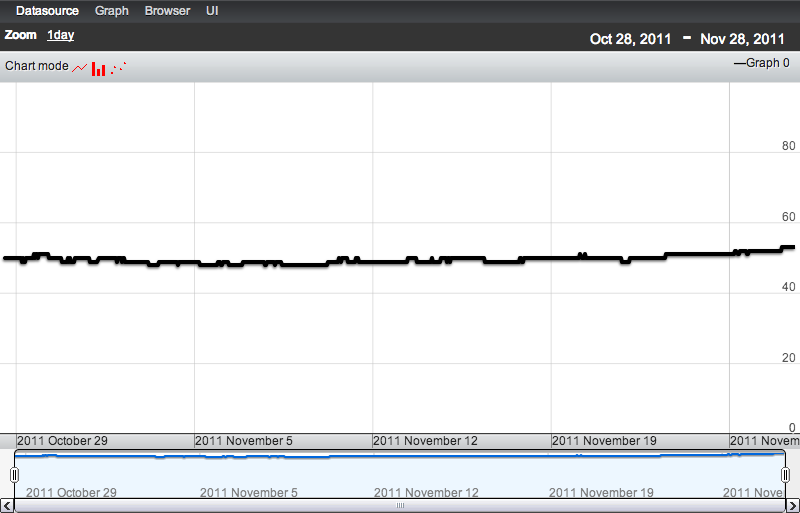 Datasource Graph Browser UI
Zoom 1day Oct 28, 2011 – Nov 28, 2011
Chart mode Graph 0
80
60
40
20
0
2011 October 29 2011 November 5 2011 November 12 2011 November 19 2011 Novem
2011 October 29 2011 November 5 2011 November 12 2011 November 19 2011 Nove